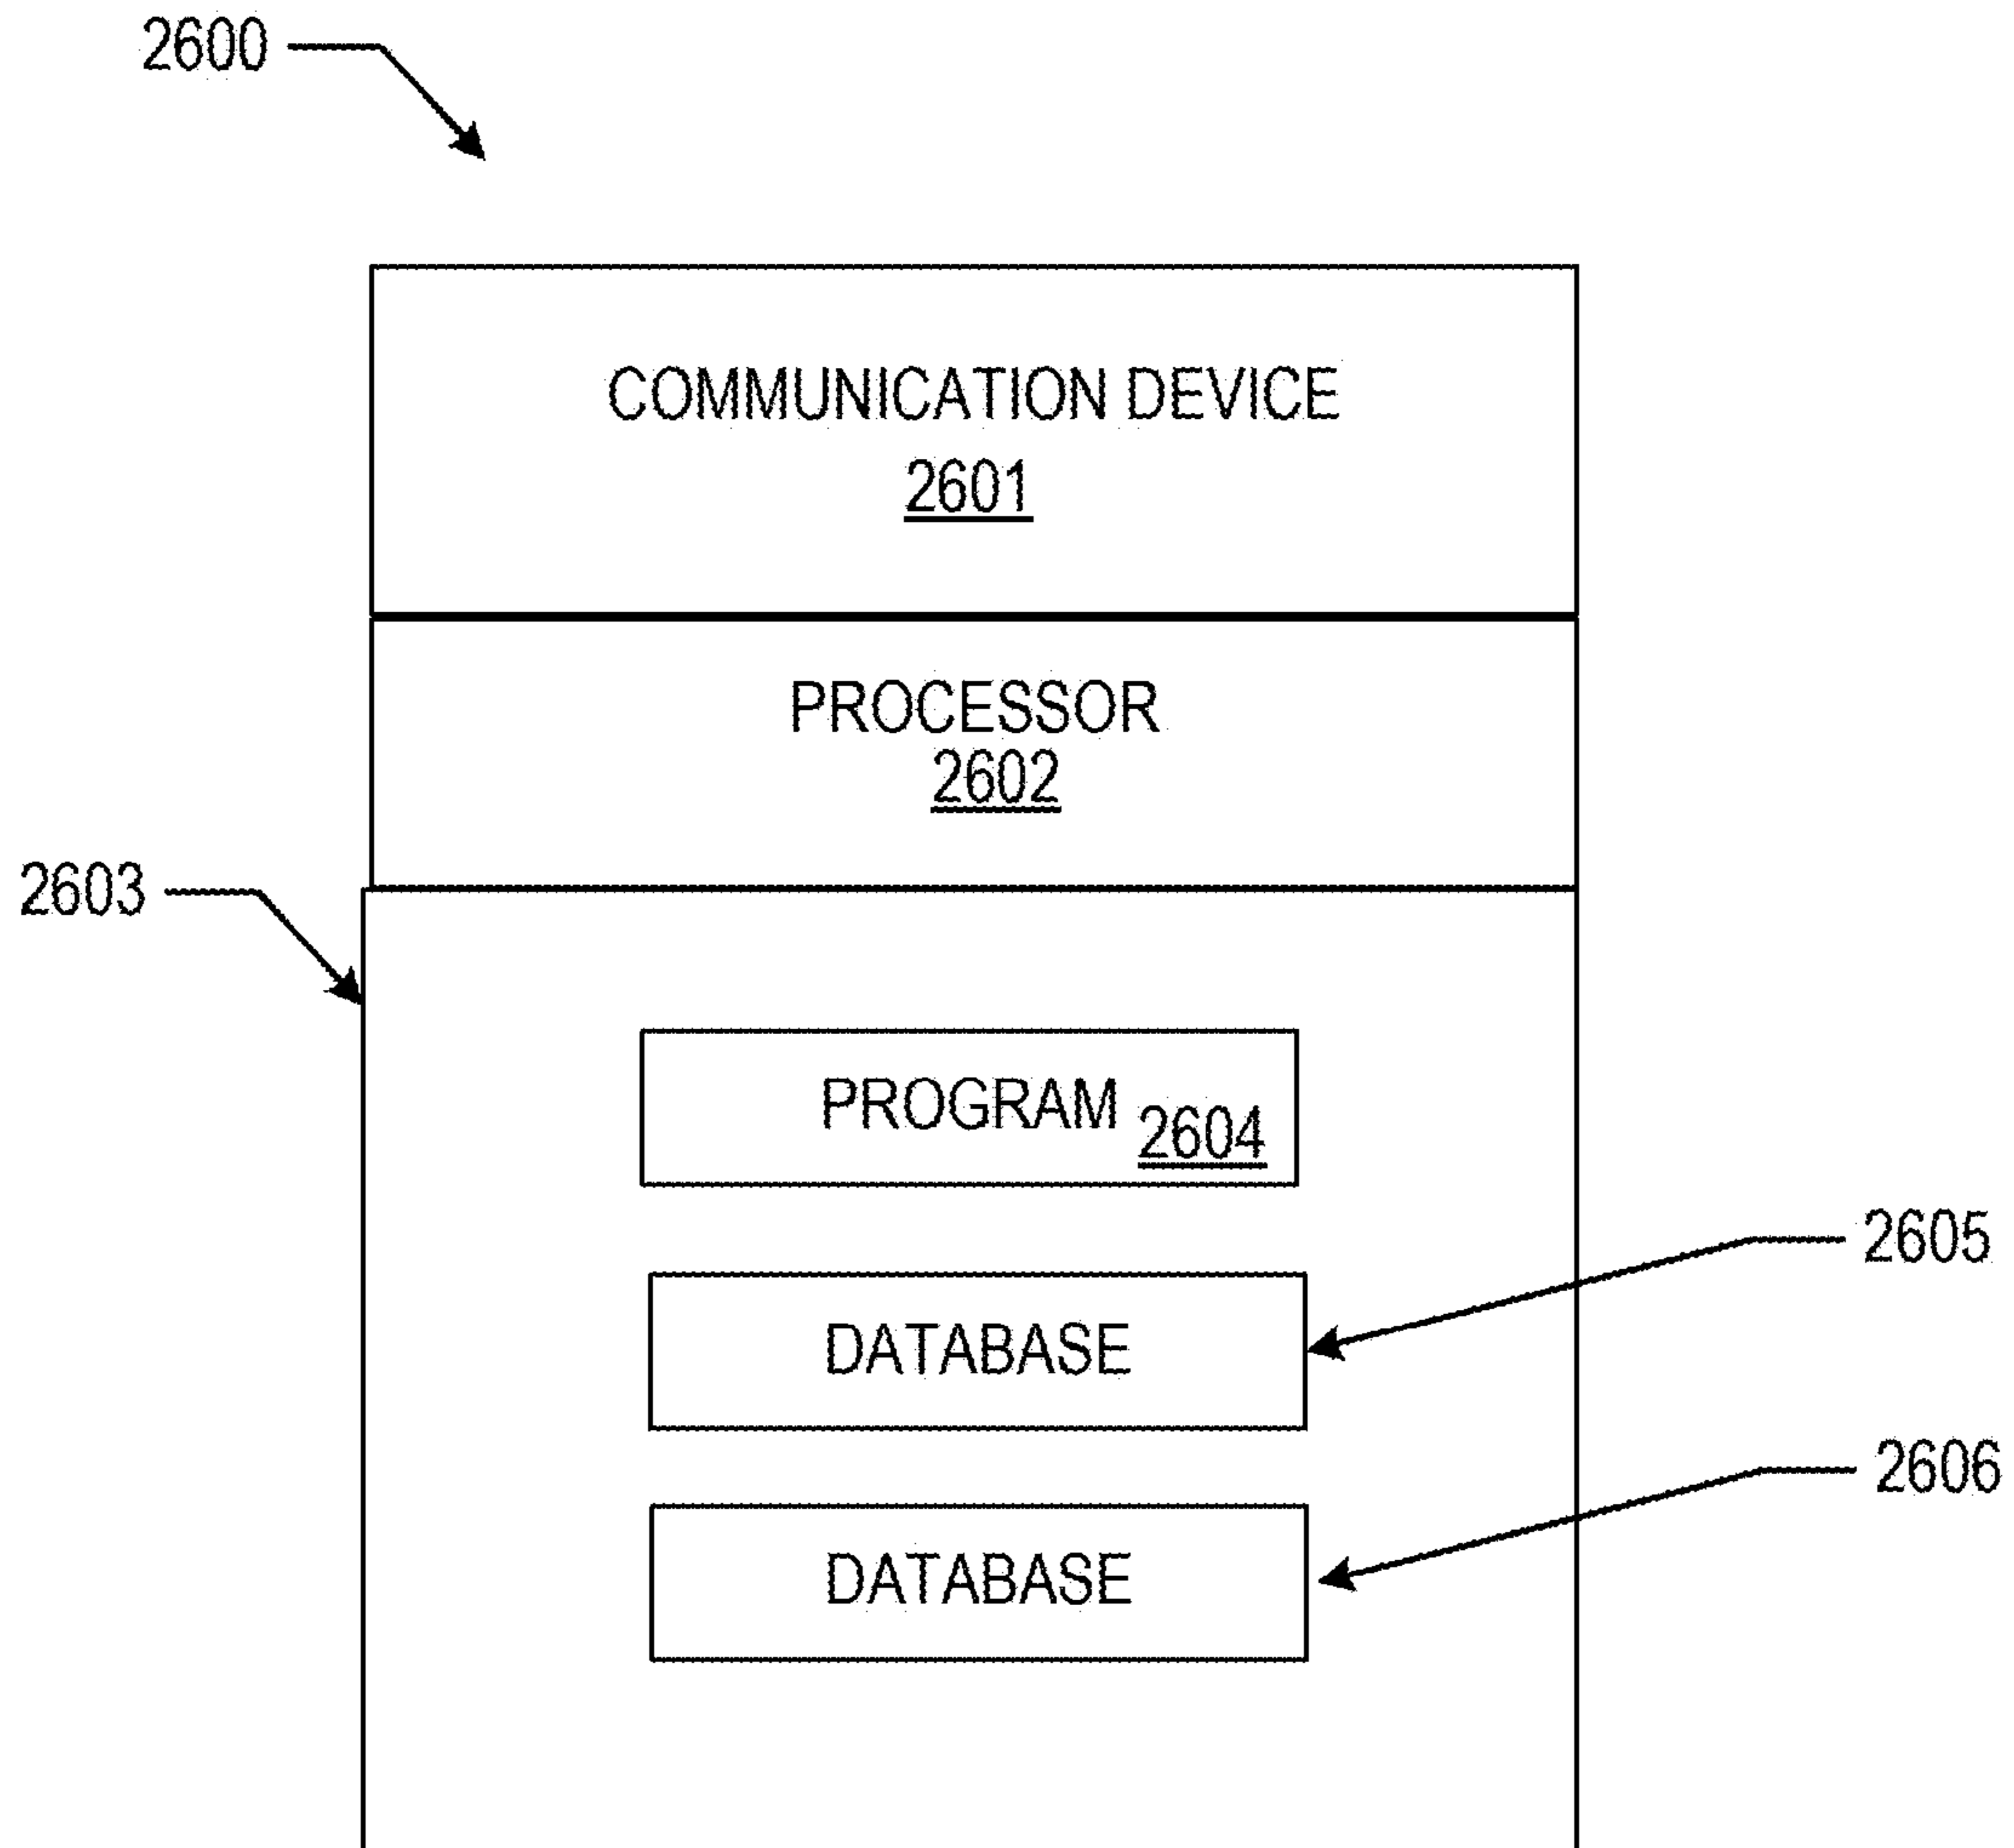 2600
COMMUNICATION DEVICE
2601
PROCESSOR
2602
2603
PROGRAM 2604
2605
DATABASE
2606
DATABASE